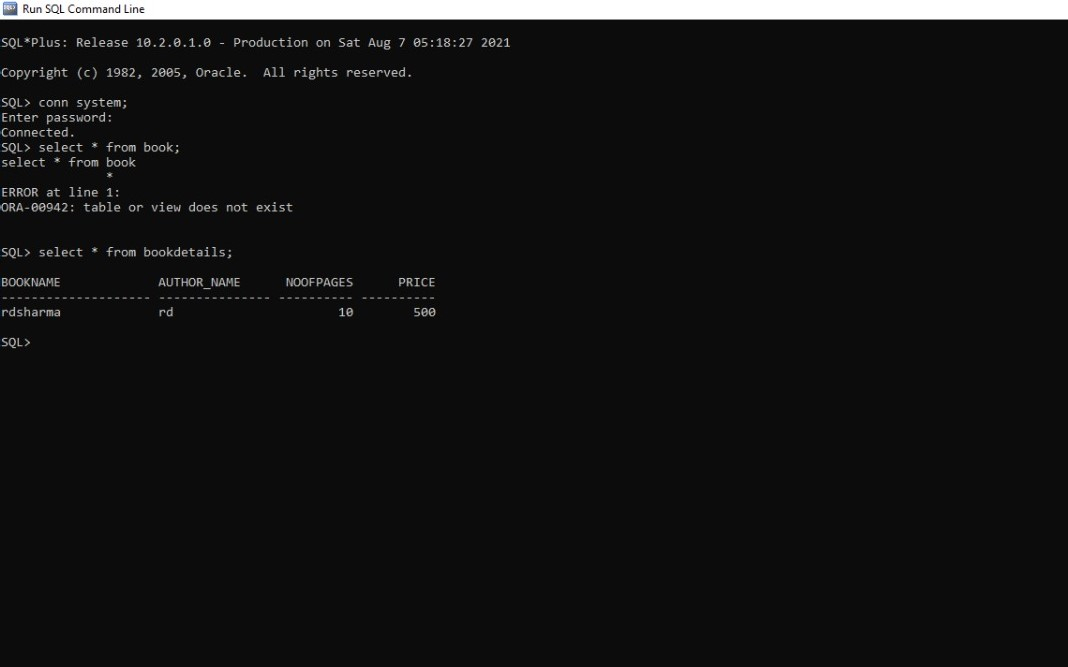 Run SQL Command Line
SQL*Plus: Release 10.2.0.1.0 - Production on Sat Aug 7 05:18:27 2021
Copyright (c) 1982, 2005, Oracle.  All rights reserved.
SQL> conn system;
Enter password:
Connected.
SQL> select * from book;
select * from book
              *
ERROR at line 1:
ORA-00942: table or view does not exist
SQL> select * from bookdetails;
BOOKNAME             AUTHOR_NAME      NOOFPAGES      PRICE
-------------------- --------------- ---------- ----------
rdsharma             rd                      10        500
SQL>